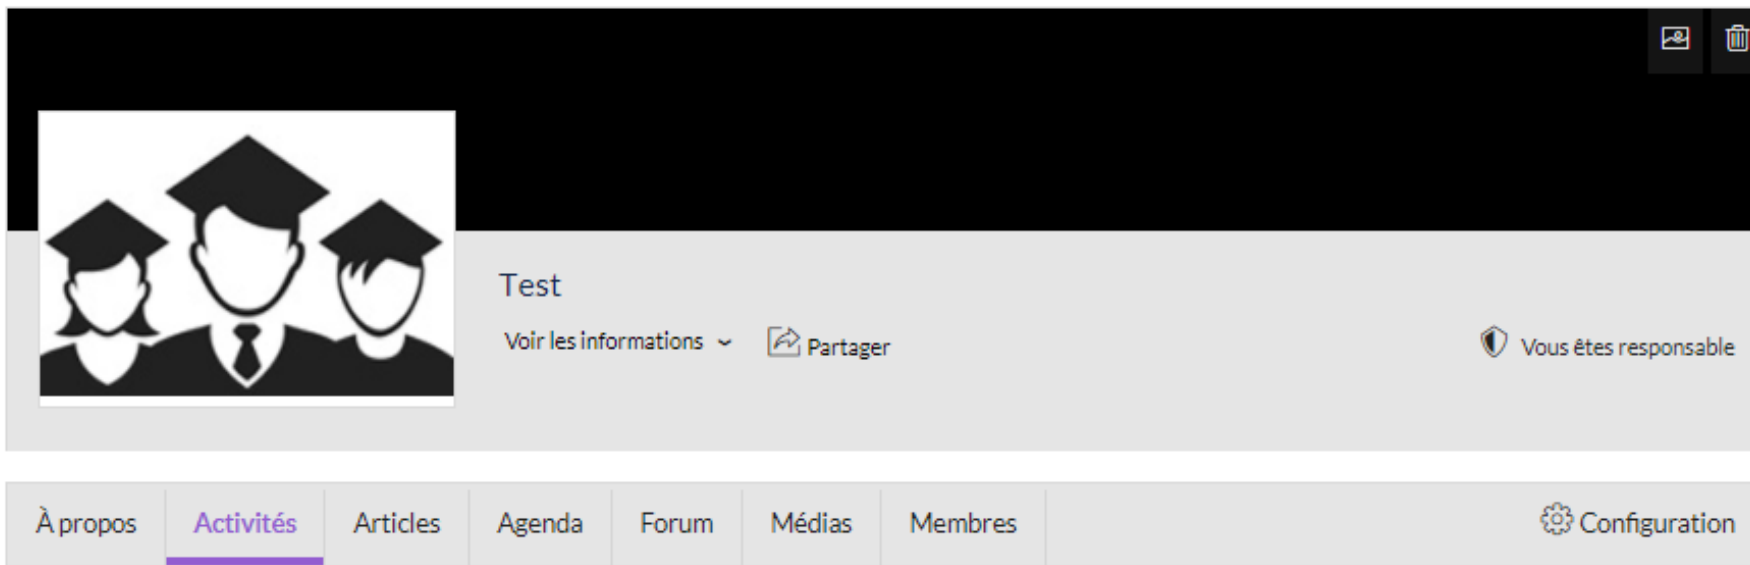 Test
Voir les informations
Partager
Vous êtes responsable
À propos
Activités
Articles
Agenda
Forum
Médias
Membres
Configuration